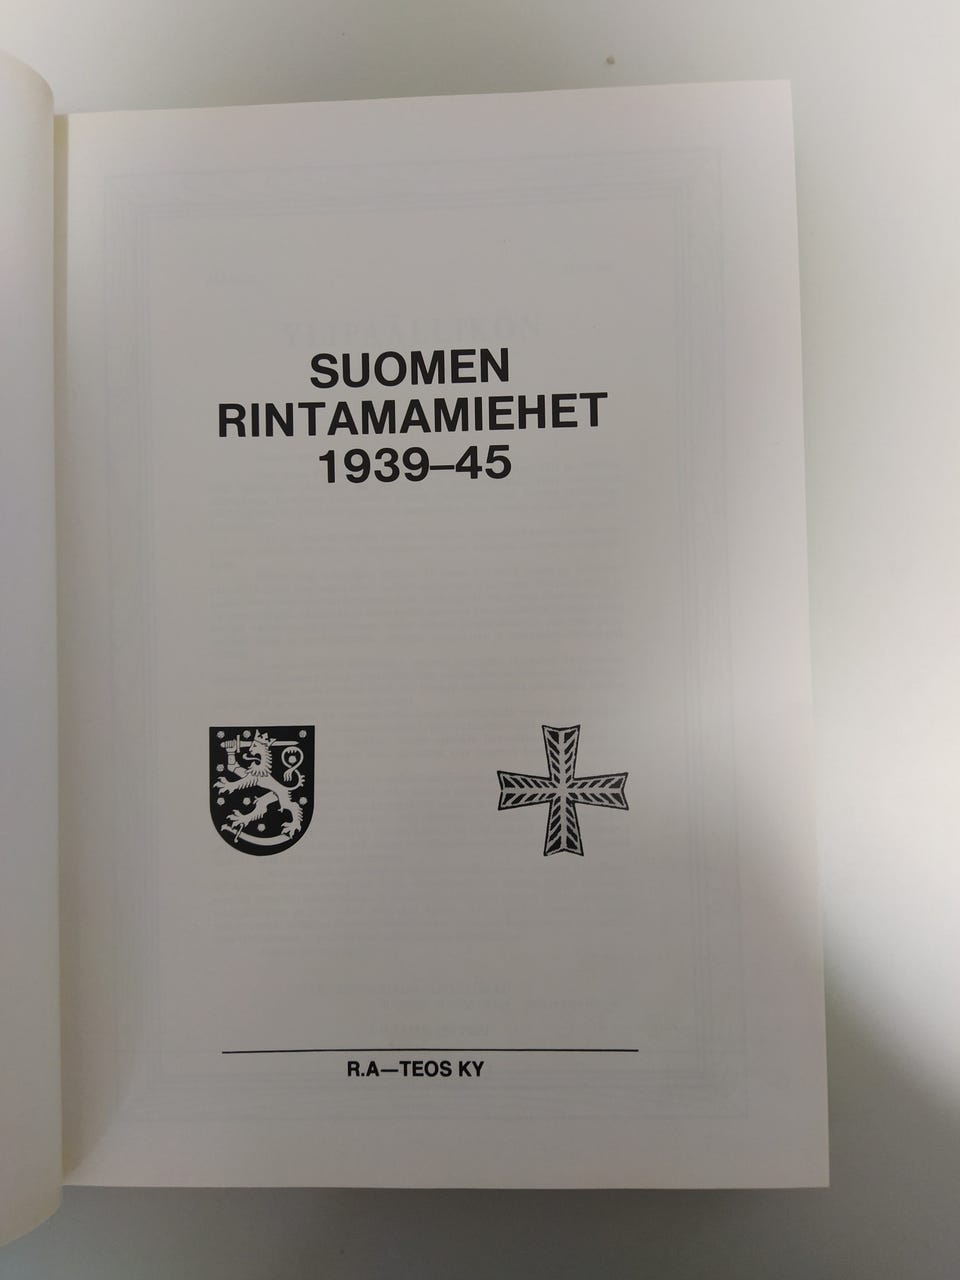 SUOMEN
RINTAMAMIEHET
1939–45
R.A—TEOS KY